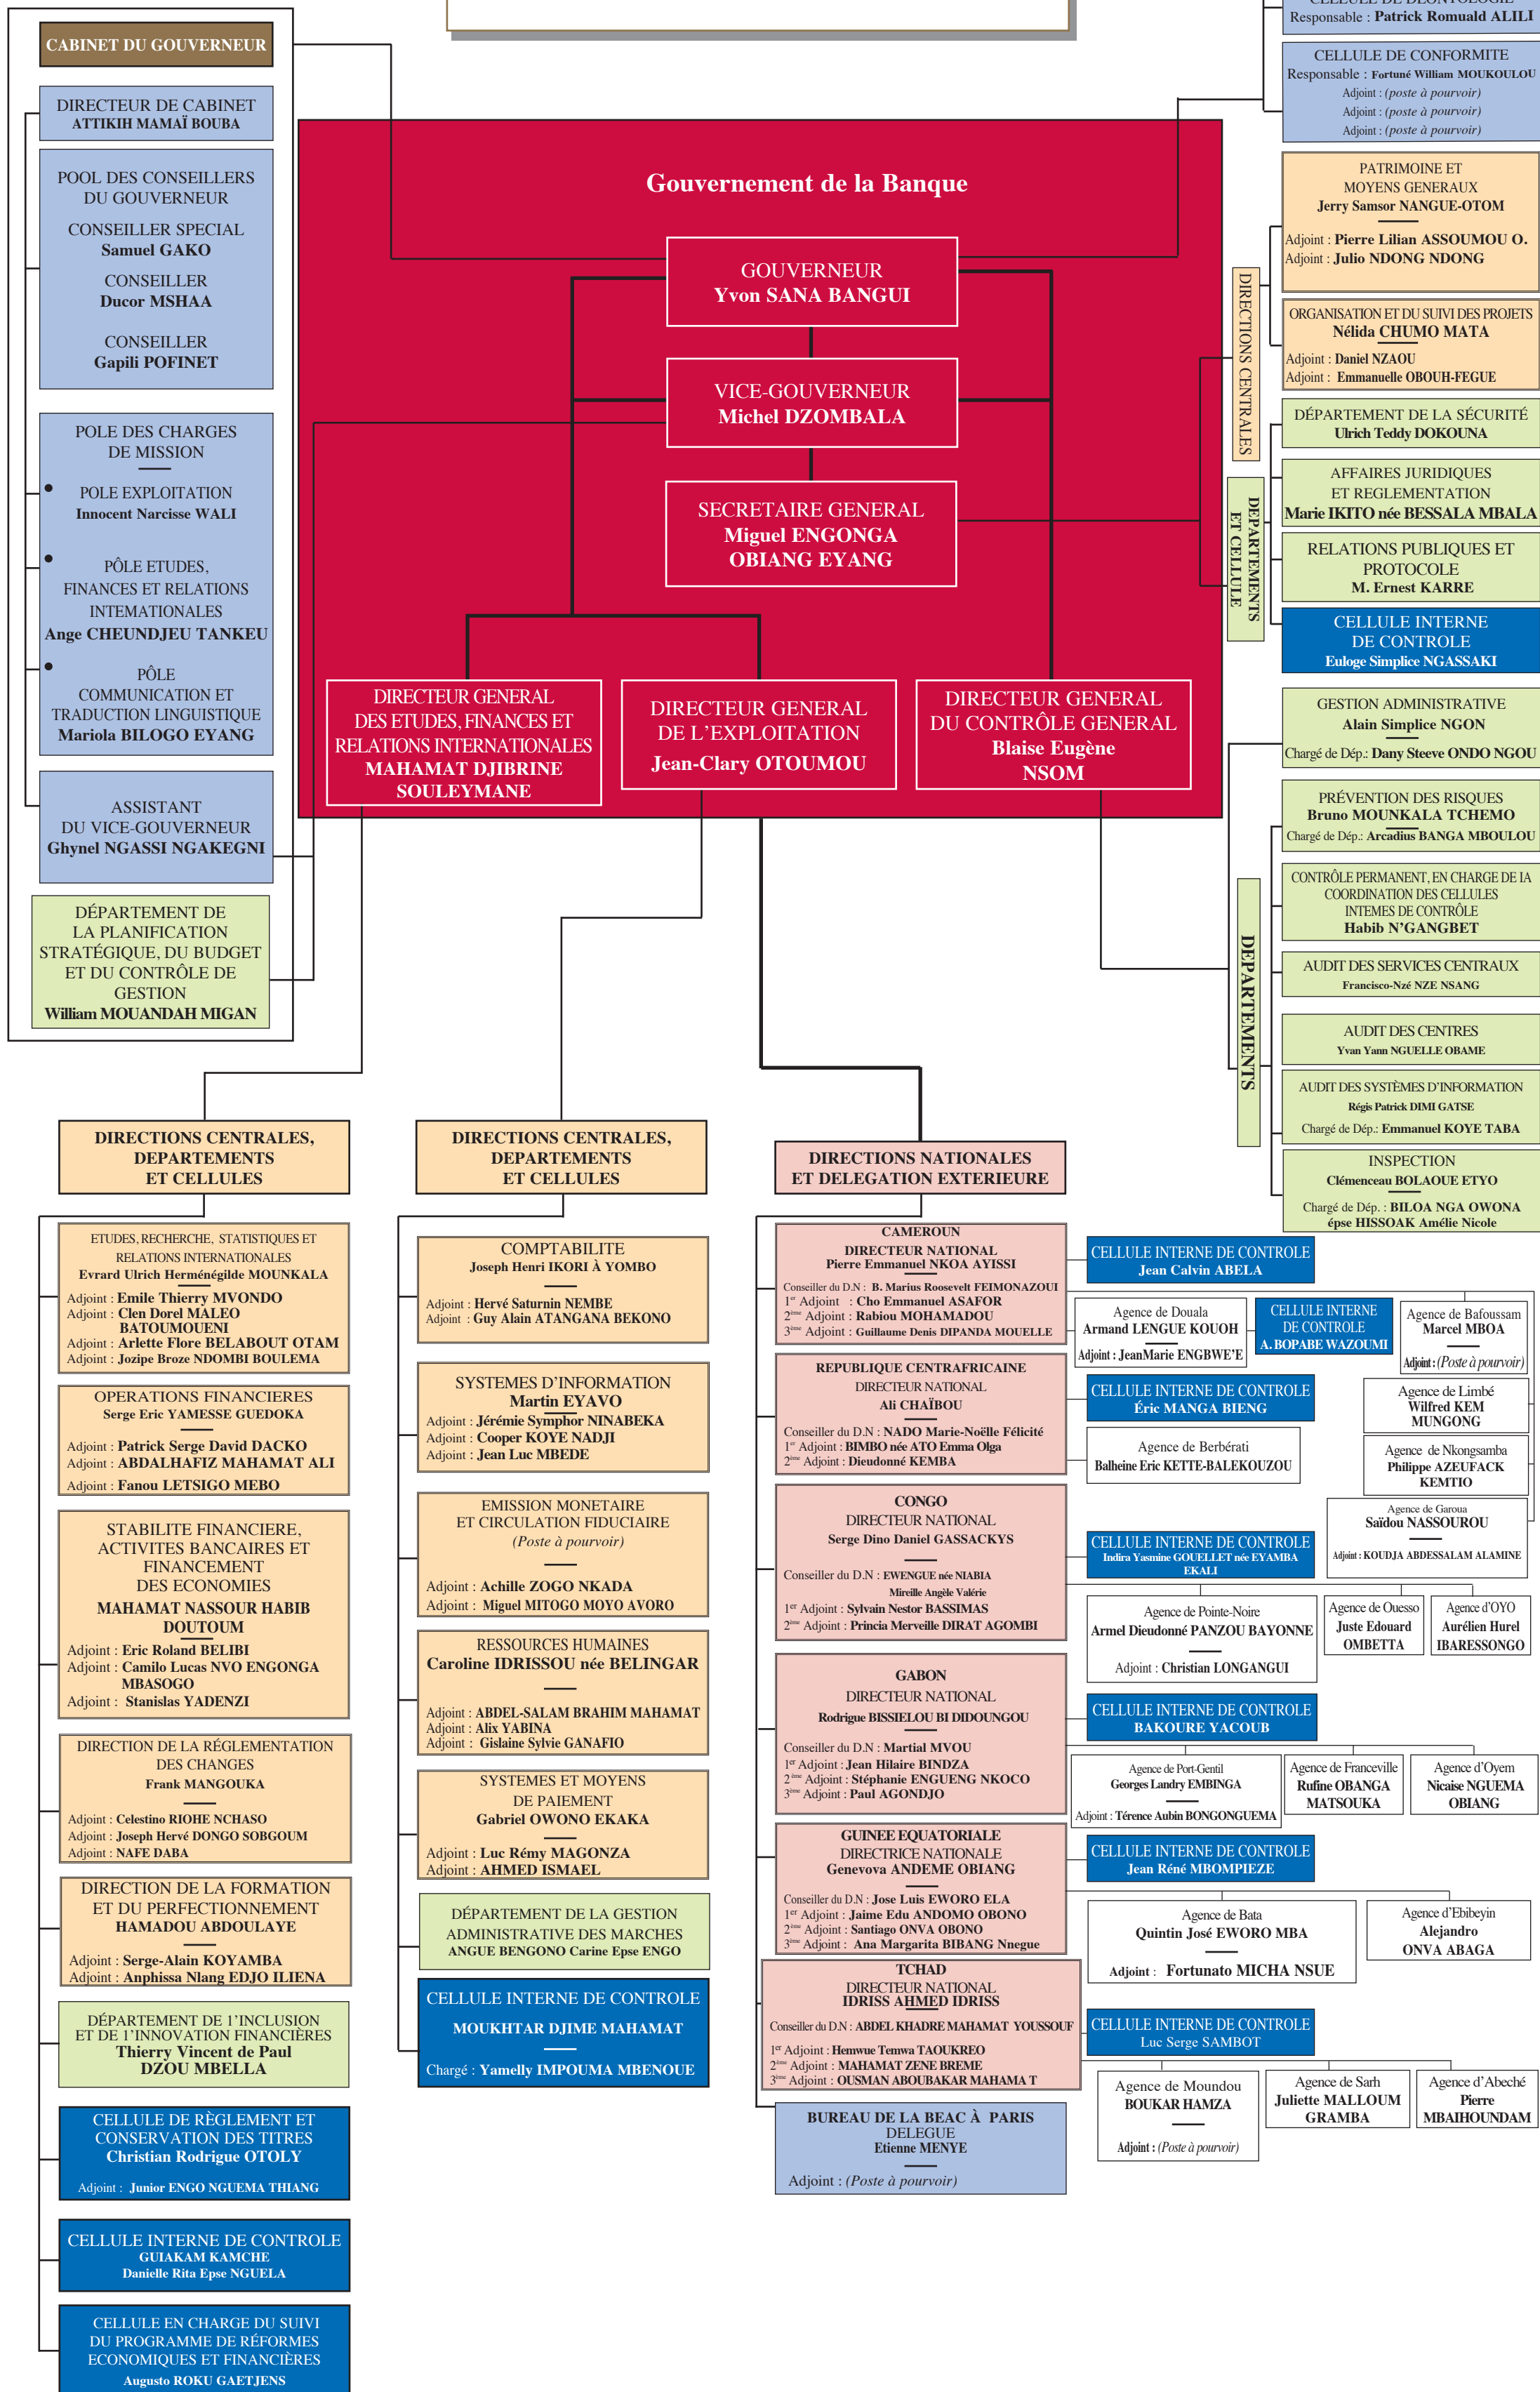 CABINET DU GOUVERNEUR
DIRECTEUR DE CABINET
ATTIKIH MAMAÏ BOUBA
POOL DES CONSEILLERS
DU GOUVERNEUR
CONSEILLER SPECIAL
Samuel GAKO
CONSEILLER
Ducor MSHAA
CONSEILLER
Gapili POFINET
POLE DES CHARGES
DE MISSION
• POLE EXPLOITATION
Innocent Narcisse WALI
• PÔLE ETUDES,
FINANCES ET RELATIONS
INTEMATIONALES
Ange CHEUNDJEU TANKEU
• PÔLE
COMMUNICATION ET
TRADUCTION LINGUISTIQUE
Mariola BILOGO EYANG
ASSISTANT
DU VICE-GOUVERNEUR
Ghynel NGASSI NGAKEGNI
DÉPARTEMENT DE
LA PLANIFICATION
STRATÉGIQUE, DU BUDGET
ET DU CONTRÔLE DE
GESTION
William MOUANDAH MIGAN
Gouvernement de la Banque
GOUVERNEUR
Yvon SANA BANGUI
VICE-GOUVERNEUR
Michel DZOMBALA
SECRETAIRE GENERAL
Miguel ENGONGA
OBIANG EYANG
DIRECTEUR GENERAL
DES ETUDES, FINANCES ET
RELATIONS INTERNATIONALES
MAHAMAT DJIBRINE
SOULEYMANE
DIRECTEUR GENERAL
DE L'EXPLOITATION
Jean-Clary OTOUMOU
DIRECTEUR GENERAL
DU CONTRÔLE GENERAL
Blaise Eugène
NSOM
CELLULE DE DEONTOLOGIE
Responsable : Patrick Romuald ALILI
CELLULE DE CONFORMITE
Responsable : Fortuné William MOUKOULOU
Adjoint : (poste à pourvoir)
Adjoint : (poste à pourvoir)
Adjoint : (poste à pourvoir)
DIRECTIONS CENTRALES
PATRIMOINE ET
MOYENS GENERAUX
Jerry Samsor NANGUE-OTOM
Adjoint : Pierre Lilian ASSOUMOU O.
Adjoint : Julio NDONG NDONG
ORGANISATION ET DU SUIVI DES PROJETS
Nélida CHUMO MATA
Adjoint : Daniel NZAOU
Adjoint : Emmanuelle OBOUH-FEGUE
DEPARTEMENTS
ET CELLULE
DÉPARTEMENT DE LA SÉCURITÉ
Ulrich Teddy DOKOUNA
AFFAIRES JURIDIQUES
ET REGLEMENTATION
Marie IKITO née BESSALA MBALA
RELATIONS PUBLIQUES ET
PROTOCOLE
M. Ernest KARRE
CELLULE INTERNE
DE CONTROLE
Euloge Simplice NGASSAKI
DEPARTEMENTS
GESTION ADMINISTRATIVE
Alain Simplice NGON
Chargé de Dép.: Dany Steeve ONDO NGOU
PRÉVENTION DES RISQUES
Bruno MOUNKALA TCHEMO
Chargé de Dép.: Arcadius BANGA MBOULOU
CONTRÔLE PERMANENT, EN CHARGE DE IA
COORDINATION DES CELLULES
INTEMES DE CONTRÔLE
Habib N'GANGBET
AUDIT DES SERVICES CENTRAUX
Francisco-Nzé NZE NSANG
AUDIT DES CENTRES
Yvan Yann NGUELLE OBAME
AUDIT DES SYSTÈMES D'INFORMATION
Régis Patrick DIMI GATSE
Chargé de Dép.: Emmanuel KOYE TABA
INSPECTION
Clémenceau BOLAOUE ETYO
Chargé de Dép. : BILOA NGA OWONA
épse HISSOAK Amélie Nicole
DIRECTIONS CENTRALES,
DEPARTEMENTS
ET CELLULES
ETUDES, RECHERCHE, STATISTIQUES ET
RELATIONS INTERNATIONALES
Evrard Ulrich Herménégilde MOUNKALA
Adjoint : Emile Thierry MVONDO
Adjoint : Clen Dorel MALEO
BATOUMOUENI
Adjoint : Arlette Flore BELABOUT OTAM
Adjoint : Jozipe Broze NDOMBI BOULEMA
OPERATIONS FINANCIERES
Serge Eric YAMESSE GUEDOKA
Adjoint : Patrick Serge David DACKO
Adjoint : ABDALHAFIZ MAHAMAT ALI
Adjoint : Fanou LETSIGO MEBO
STABILITE FINANCIERE,
ACTIVITES BANCAIRES ET
FINANCEMENT
DES ECONOMIES
MAHAMAT NASSOUR HABIB
DOUTOUM
Adjoint : Eric Roland BELIBI
Adjoint : Camilo Lucas NVO ENGONGA
MBASOGO
Adjoint : Stanislas YADENZI
DIRECTION DE LA RÉGLEMENTATION
DES CHANGES
Frank MANGOUKA
Adjoint : Celestino RIOHE NCHASO
Adjoint : Joseph Hervé DONGO SOBGOUM
Adjoint : NAFE DABA
DIRECTION DE LA FORMATION
ET DU PERFECTIONNEMENT
HAMADOU ABDOULAYE
Adjoint : Serge-Alain KOYAMBA
Adjoint : Anphissa Nlang EDJO ILIENA
DÉPARTEMENT DE l'INCLUSION
ET DE l'INNOVATION FINANCIÈRES
Thierry Vincent de Paul
DZOU MBELLA
CELLULE DE RÈGLEMENT ET
CONSERVATION DES TITRES
Christian Rodrigue OTOLY
Adjoint : Junior ENGO NGUEMA THIANG
CELLULE INTERNE DE CONTROLE
GUIAKAM KAMCHE
Danielle Rita Epse NGUELA
CELLULE EN CHARGE DU SUIVI
DU PROGRAMME DE RÉFORMES
ECONOMIQUES ET FINANCIÈRES
Augusto ROKU GAETJENS
DIRECTIONS CENTRALES,
DEPARTEMENTS
ET CELLULES
COMPTABILITE
Joseph Henri IKORI À YOMBO
Adjoint : Hervé Saturnin NEMBE
Adjoint : Guy Alain ATANGANA BEKONO
SYSTEMES D'INFORMATION
Martin EYAVO
Adjoint : Jérémie Symphor NINABEKA
Adjoint : Cooper KOYE NADJI
Adjoint : Jean Luc MBEDE
EMISSION MONETAIRE
ET CIRCULATION FIDUCIAIRE
(Poste à pourvoir)
Adjoint : Achille ZOGO NKADA
Adjoint : Miguel MITOGO MOYO AVORO
RESSOURCES HUMAINES
Caroline IDRISSOU née BELINGAR
Adjoint : ABDEL-SALAM BRAHIM MAHAMAT
Adjoint : Alix YABINA
Adjoint : Gislaine Sylvie GANAFIO
SYSTEMES ET MOYENS
DE PAIEMENT
Gabriel OWONO EKAKA
Adjoint : Luc Rémy MAGONZA
Adjoint : AHMED ISMAEL
DÉPARTEMENT DE LA GESTION
ADMINISTRATIVE DES MARCHES
ANGUE BENGONO Carine Epse ENGO
CELLULE INTERNE DE CONTROLE
MOUKHTAR DJIME MAHAMAT
Chargé : Yamelly IMPOUMA MBENOUE
DIRECTIONS NATIONALES
ET DELEGATION EXTERIEURE
CAMEROUN
DIRECTEUR NATIONAL
Pierre Emmanuel NKOA AYISSI
Conseiller du D.N : B. Marius Roosevelt FEIMONAZOUI
1er Adjoint : Cho Emmanuel ASAFOR
2ème Adjoint : Rabiou MOHAMADOU
3ème Adjoint : Guillaume Denis DIPANDA MOUELLE
CELLULE INTERNE DE CONTROLE
Jean Calvin ABELA
Agence de Douala
Armand LENGUE KOUOH
Adjoint : JeanMarie ENGBWE'E
CELLULE INTERNE
DE CONTROLE
A. BOPABE WAZOUMI
Agence de Bafoussam
Marcel MBOA
Adjoint : (Poste à pourvoir)
Agence de Limbé
Wilfred KEM
MUNGONG
Agence de Nkongsamba
Philippe AZEUFACK
KEMTIO
Agence de Garoua
Saïdou NASSOUROU
Adjoint : KOUDJA ABDESSALAM ALAMINE
REPUBLIQUE CENTRAFRICAINE
DIRECTEUR NATIONAL
Ali CHAÏBOU
Conseiller du D.N : NADO Marie-Noëlle Félicité
1er Adjoint : BIMBO née ATO Emma Olga
2ème Adjoint : Dieudonné KEMBA
CELLULE INTERNE DE CONTROLE
Éric MANGA BIENG
Agence de Berbérati
Balheine Eric KETTE-BALEKOUZOU
CONGO
DIRECTEUR NATIONAL
Serge Dino Daniel GASSACKYS
Conseiller du D.N : EWENGUE née NIABIA
Mireille Angèle Valérie
1er Adjoint : Sylvain Nestor BASSIMAS
2ème Adjoint : Princia Merveille DIRAT AGOMBI
CELLULE INTERNE DE CONTROLE
Indira Yasmine GOUELLET née EYAMBA
EKALI
Agence de Pointe-Noire
Armel Dieudonné PANZOU BAYONNE
Adjoint : Christian LONGANGUI
Agence de Ouesso
Juste Edouard
OMBETTA
Agence d'OYO
Aurélien Hurel
IBARESSONGO
GABON
DIRECTEUR NATIONAL
Rodrigue BISSIELOU BI DIDOUNGOU
Conseiller du D.N : Martial MVOU
1er Adjoint : Jean Hilaire BINDZA
2ème Adjoint : Stéphanie ENGUENG NKOCO
3ème Adjoint : Paul AGONDJO
CELLULE INTERNE DE CONTROLE
BAKOURE YACOUB
Agence de Port-Gentil
Georges Landry EMBINGA
Adjoint : Térence Aubin BONGONGUEMA
Agence de Franceville
Rufine OBANGA
MATSOUKA
Agence d'Oyem
Nicaise NGUEMA
OBIANG
GUINEE EQUATORIALE
DIRECTRICE NATIONALE
Genevova ANDEME OBIANG
Conseiller du D.N : Jose Luis EWORO ELA
1er Adjoint : Jaime Edu ANDOMO OBONO
2ème Adjoint : Santiago ONVA OBONO
3ème Adjoint : Ana Margarita BIBANG Nnegue
CELLULE INTERNE DE CONTROLE
Jean Réné MBOMPIEZE
Agence de Bata
Quintin José EWORO MBA
Adjoint : Fortunato MICHA NSUE
Agence d'Ebibeyin
Alejandro
ONVA ABAGA
TCHAD
DIRECTEUR NATIONAL
IDRISS AHMED IDRISS
Conseiller du D.N : ABDEL KHADRE MAHAMAT YOUSSOUF
1er Adjoint : Hemwue Temwa TAOUKREO
2ème Adjoint : MAHAMAT ZENE BREME
3ème Adjoint : OUSMAN ABOUBAKAR MAHAMA T
CELLULE INTERNE DE CONTROLE
Luc Serge SAMBOT
Agence de Moundou
BOUKAR HAMZA
Adjoint : (Poste à pourvoir)
Agence de Sarh
Juliette MALLOUM
GRAMBA
Agence d'Abeché
Pierre
MBAIHOUNDAM
BUREAU DE LA BEAC À PARIS
DELEGUE
Etienne MENYE
Adjoint : (Poste à pourvoir)